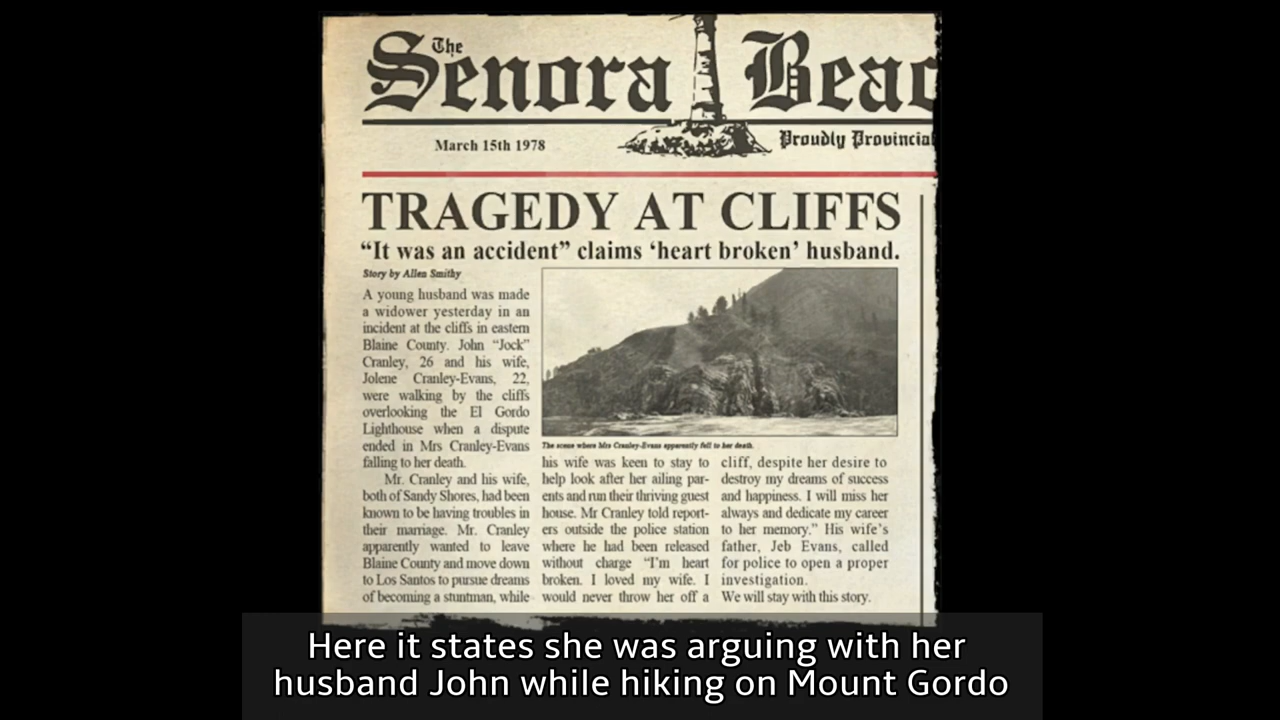 The
Senora Beac
March 15th 1978
Proudly Provincial
TRAGEDY AT CLIFFS
“It was an accident” claims ‘heart broken’ husband.
Story by Allen Smithy
A young husband was made
a widower yesterday in an
incident at the cliffs in eastern
Blaine County. John “Jock”
Cranley, 26 and his wife,
Jolene Cranley-Evans, 22,
were walking by the cliffs
overlooking the El Gordo
Lighthouse when a dispute
ended in Mrs Cranley-Evans
falling to her death.
Mr. Cranley and his wife,
both of Sandy Shores, had been
known to be having troubles in
their marriage. Mr. Cranley
apparently wanted to leave
Blaine County and move down
to Los Santos to pursue dreams
of becoming a stuntman, while
The scene where Mrs Cranley-Evans apparently fell to her death.
his wife was keen to stay to
help look after her ailing par-
ents and run their thriving guest
house. Mr Cranley told report-
ers outside the police station
where he had been released
without charge “I’m heart
broken. I loved my wife. I
would never throw her off a
cliff, despite her desire to
destroy my dreams of success
and happiness. I will miss her
always and dedicate my career
to her memory.” His wife’s
father, Jeb Evans, called
for police to open a proper
investigation.
We will stay with this story.
Here it states she was arguing with her
husband John while hiking on Mount Gordo